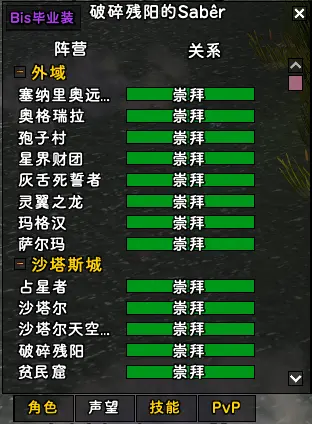 Bis毕业装
破碎残阳的Sabêr
阵营 关系
外域
塞纳里奥远... 崇拜
奥格瑞拉 崇拜
孢子村 崇拜
星界财团 崇拜
灰舌死誓者 崇拜
灵翼之龙 崇拜
玛格汉 崇拜
萨尔玛 崇拜
沙塔斯城
占星者 崇拜
沙塔尔 崇拜
沙塔尔天空... 崇拜
破碎残阳 崇拜
贫民窟 崇拜
角色 声望 技能 PvP